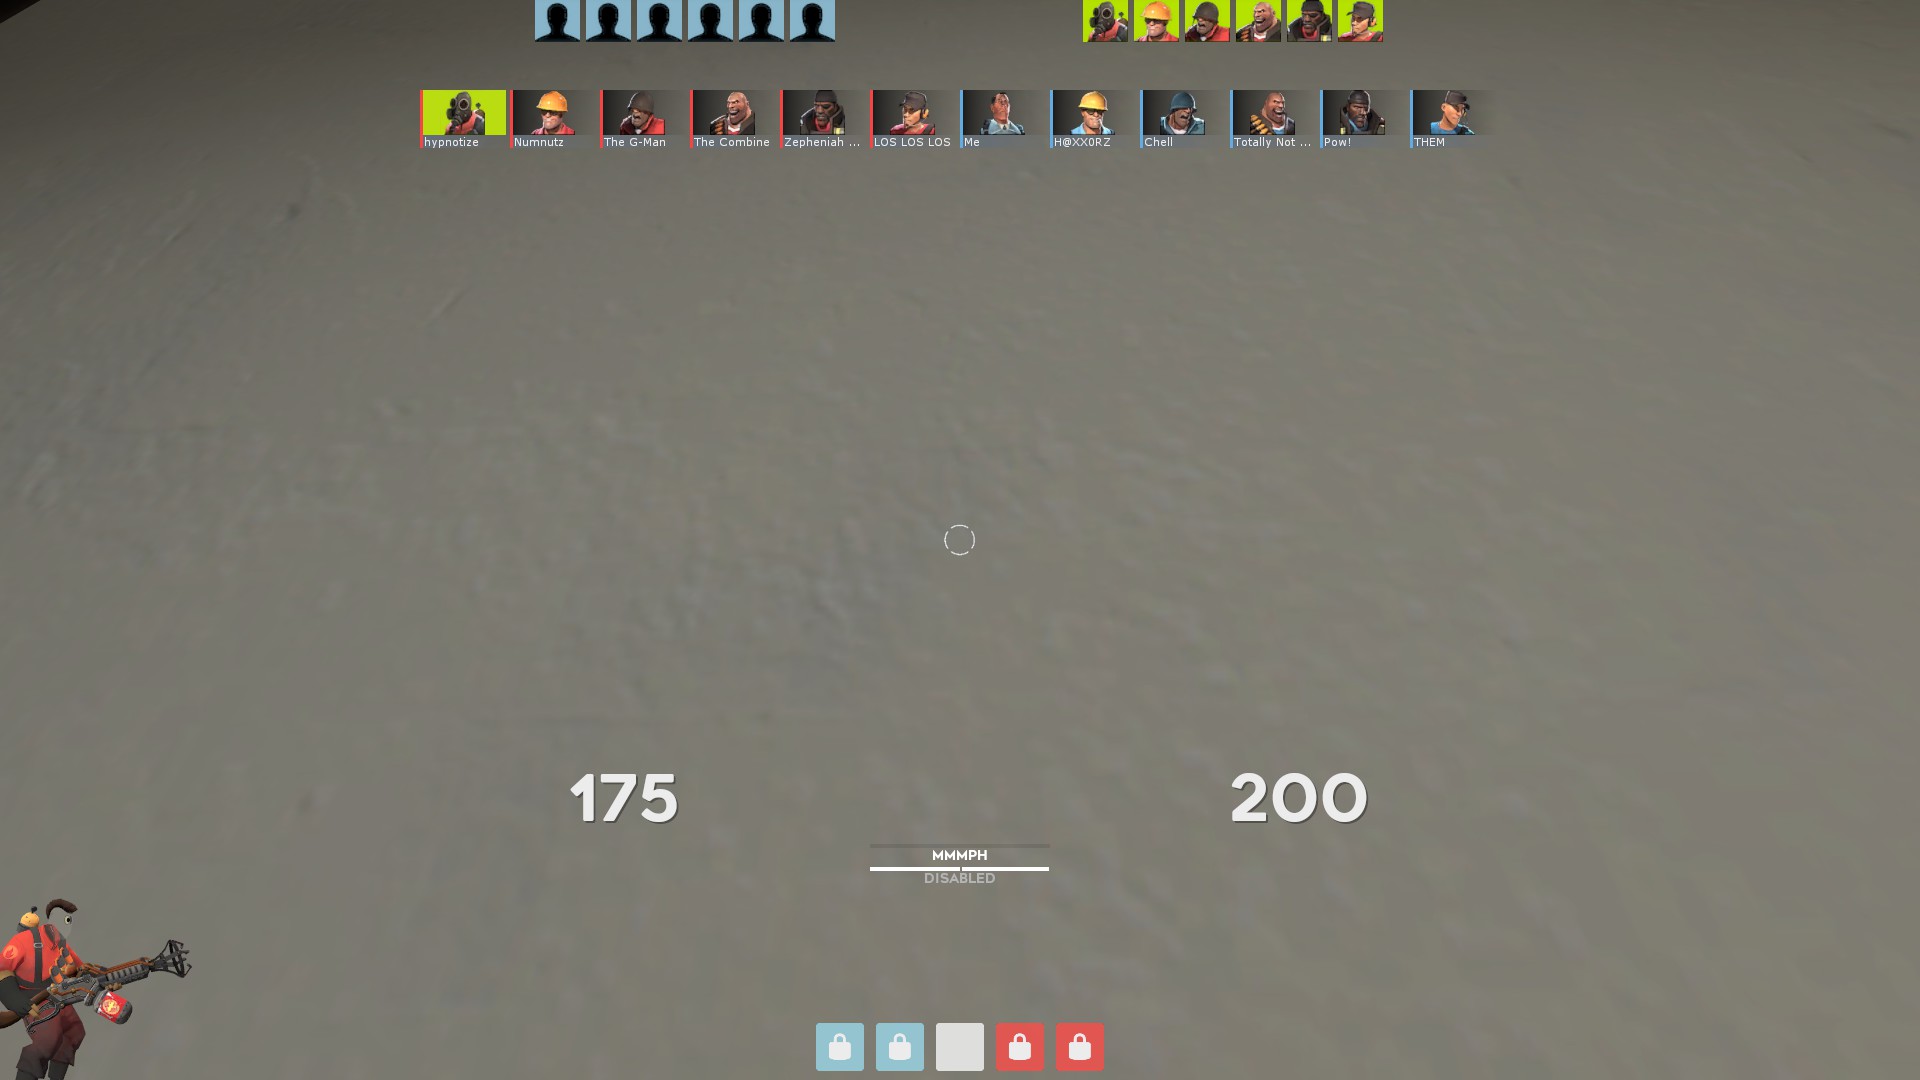 hypnotize
Numnutz
The G-Man
The Combine
Zepheniah ...
LOS LOS LOS
Me
H@XX0RZ
Chell
Totally Not ...
Pow!
THEM
175
200
MMMPH
DISABLED